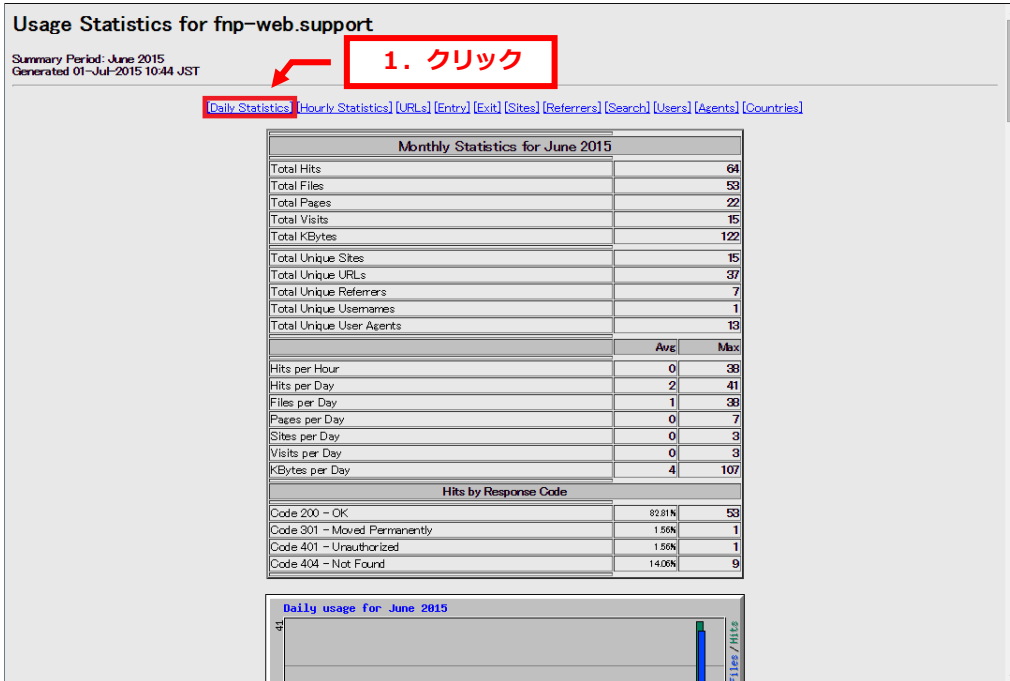 Usage Statistics for fnp-web.support
Summary Period: June 2015
Generated 01-Jul-2015 10:44 JST
1．クリック
[Daily Statistics] [Hourly Statistics] [URLs] [Entry] [Exit] [Sites] [Referrers] [Search] [Users] [Agents] [Countries]
Monthly Statistics for June 2015
Total Hits 64
Total Files 53
Total Pages 22
Total Visits 15
Total KBytes 122
Total Unique Sites 15
Total Unique URLs 37
Total Unique Referrers 7
Total Unique Usernames 1
Total Unique User Agents 13
Avg Max
Hits per Hour 0 38
Hits per Day 2 41
Files per Day 1 38
Pages per Day 0 7
Sites per Day 0 3
Visits per Day 0 3
KBytes per Day 4 107
Hits by Response Code
Code 200 - OK 82.81% 53
Code 301 - Moved Permanently 1.56% 1
Code 401 - Unauthorized 1.56% 1
Code 404 - Not Found 14.06% 9
Daily usage for June 2015
41
Files / Hits